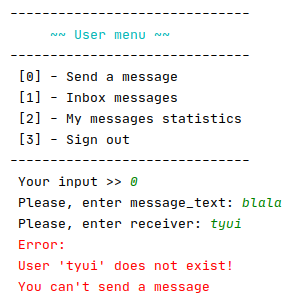 ------------------------------
~~ User menu ~~
------------------------------
[0] - Send a message
[1] - Inbox messages
[2] - My messages statistics
[3] - Sign out
------------------------------
Your input >> 0
Please, enter message_text: blala
Please, enter receiver: tyui
Error:
User 'tyui' does not exist!
You can't send a message